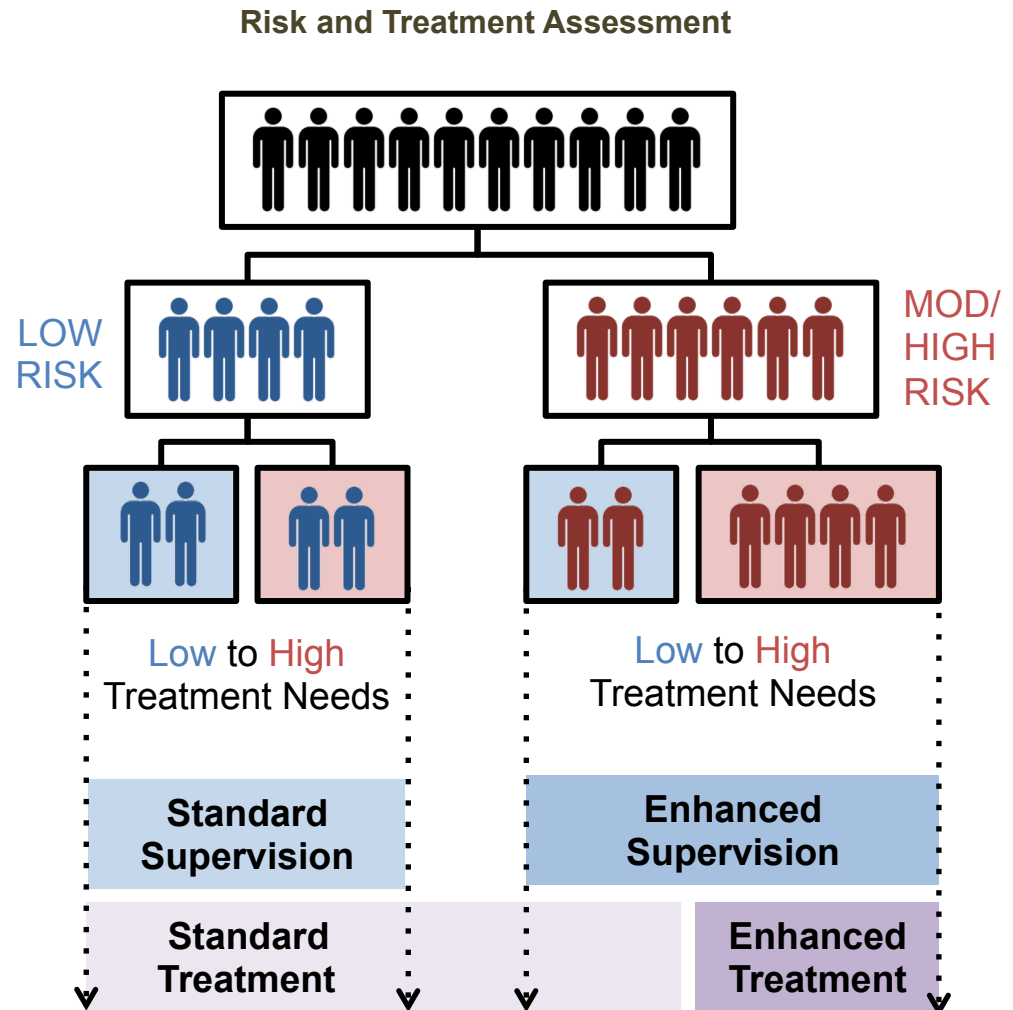 Risk and Treatment Assessment
LOW
RISK
MOD/
HIGH
RISK
Low to High
Treatment Needs
Low to High
Treatment Needs
Standard
Supervision
Enhanced
Supervision
Standard
Treatment
Enhanced
Treatment